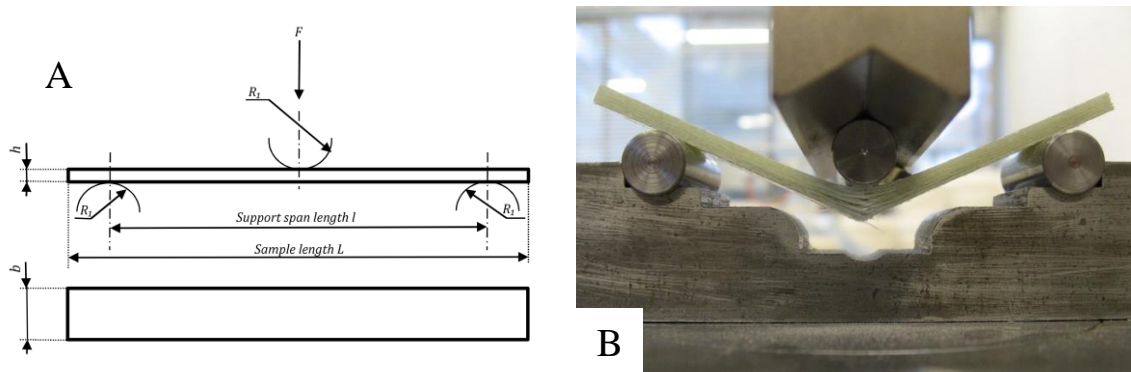 A
F
R₁
h
R₁
R₁
Support span length l
Sample length L
b
B